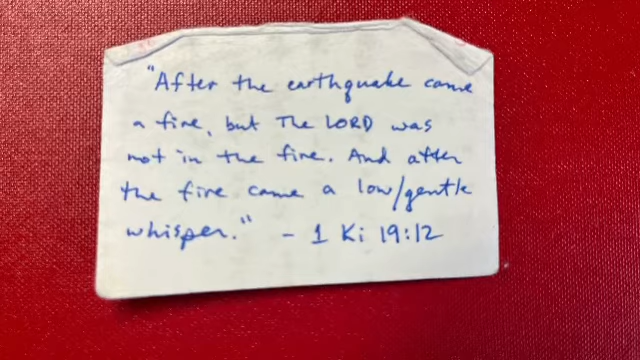 "After the earthquake came
a fire, but The LORD was
not in the fire. And after
the fire came a low/gentle
whisper." - 1 Ki 19:12